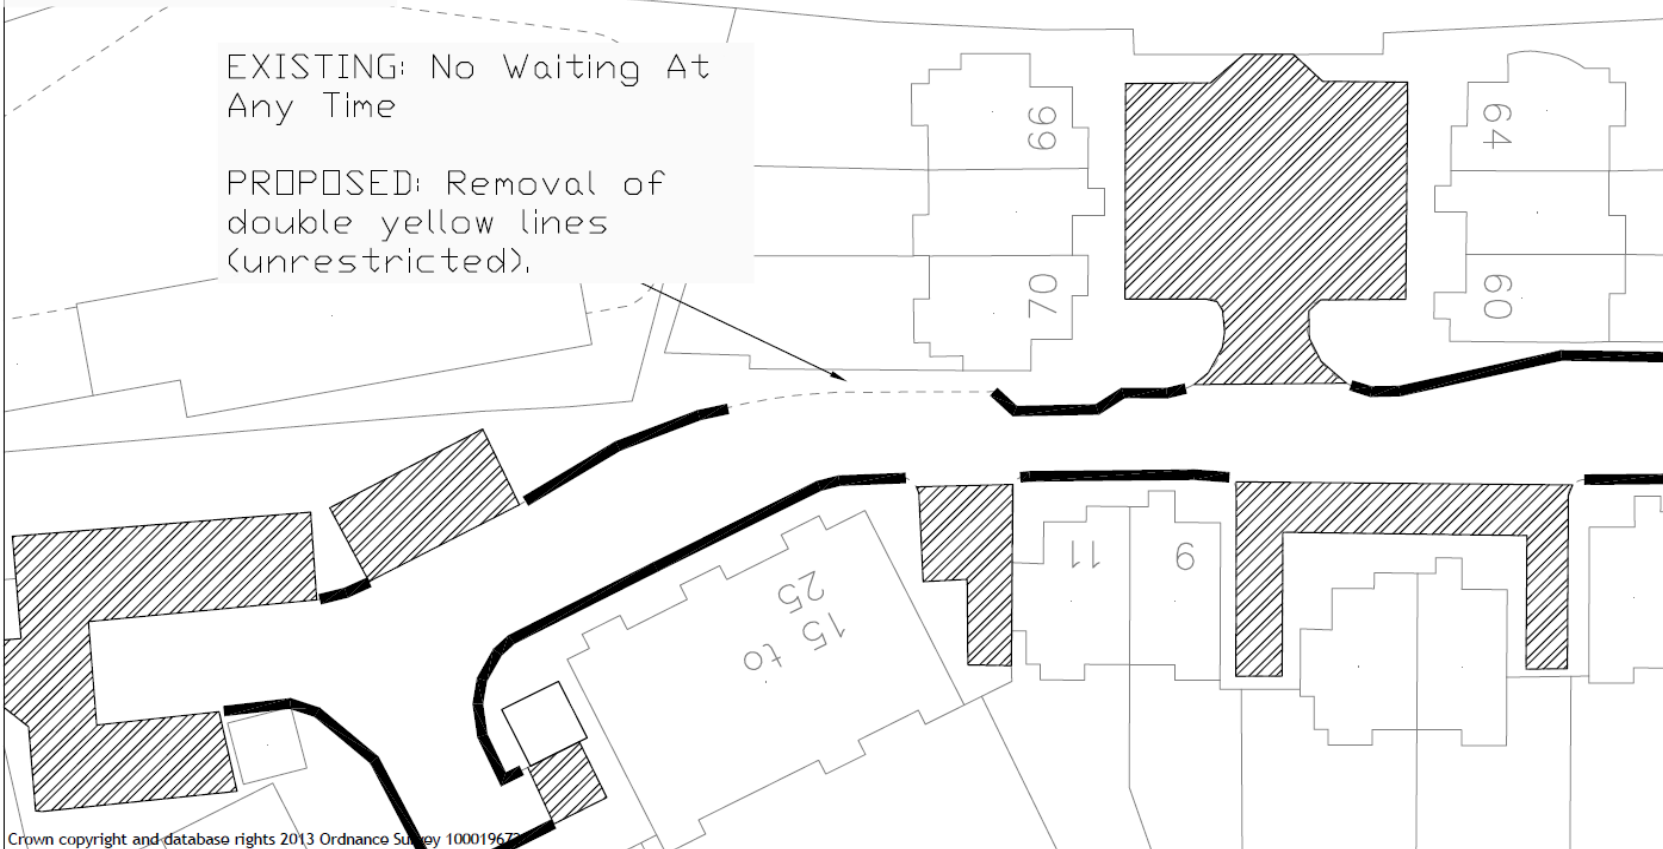 EXISTING: No Waiting At
Any Time
PROPOSED: Removal of
double yellow lines
(unrestricted).
66
64
70
60
11
9
15 to
25
Crown copyright and database rights 2013 Ordnance Survey